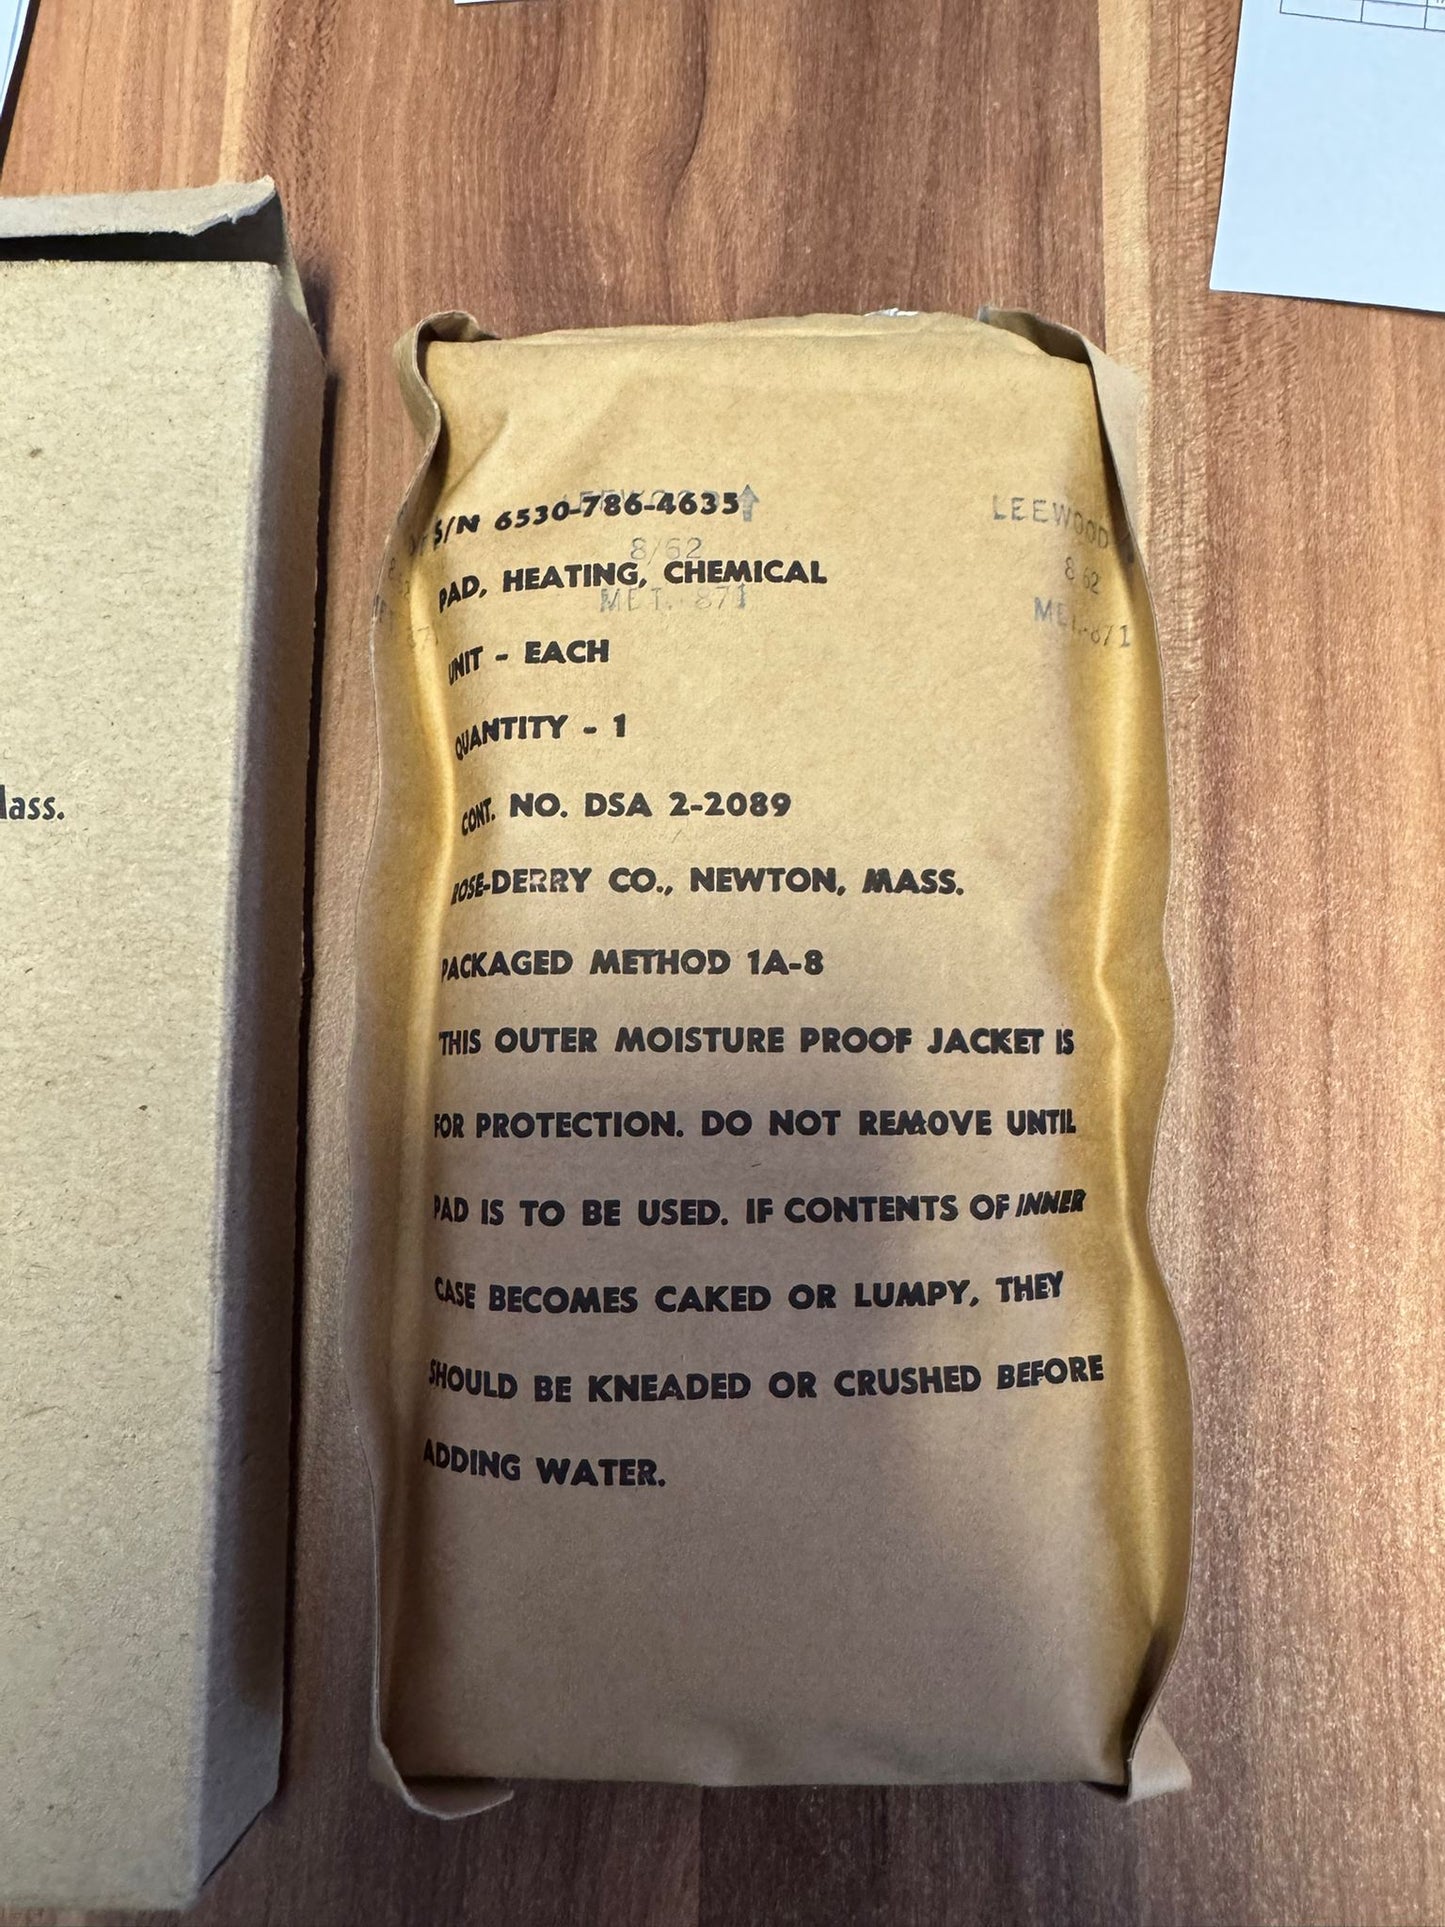 lass.
S/N 6530-786-4635
LEEWOOD
8/62
8 62
PAD, HEATING, CHEMICAL
MET. 871
MET. 871
UNIT - EACH
QUANTITY - 1
CONT. NO. DSA 2-2089
ROSE-DERRY CO., NEWTON, MASS.
PACKAGED METHOD 1A-8
THIS OUTER MOISTURE PROOF JACKET IS
FOR PROTECTION. DO NOT REMOVE UNTIL
PAD IS TO BE USED. IF CONTENTS OF INNER
CASE BECOMES CAKED OR LUMPY, THEY
SHOULD BE KNEADED OR CRUSHED BEFORE
ADDING WATER.